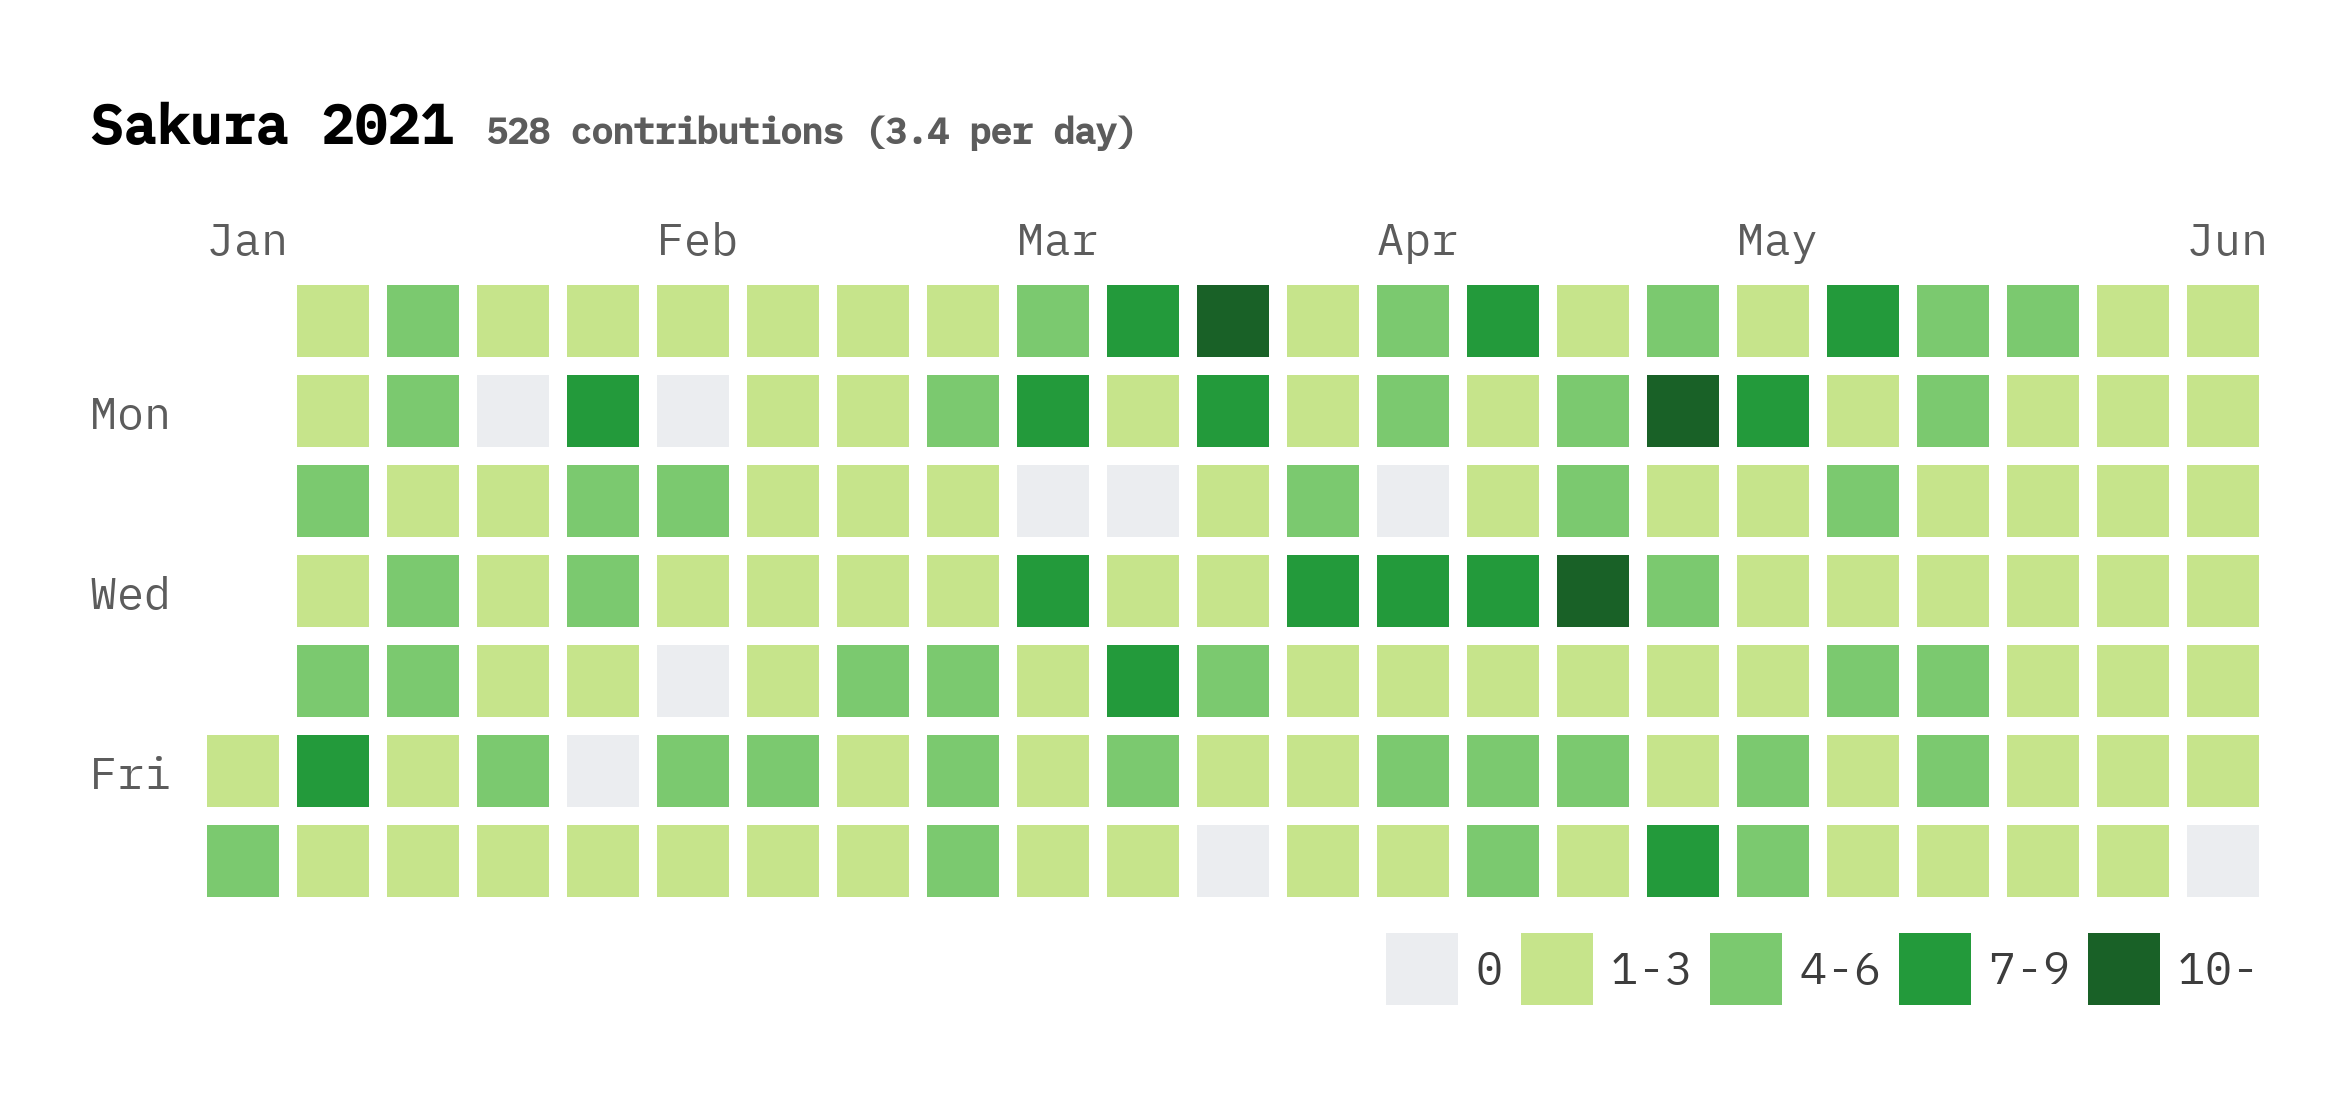 Sakura 2021 528 contributions (3.4 per day)
Jan Feb Mar Apr May Jun
Mon
Wed
Fri
0 1-3 4-6 7-9 10-